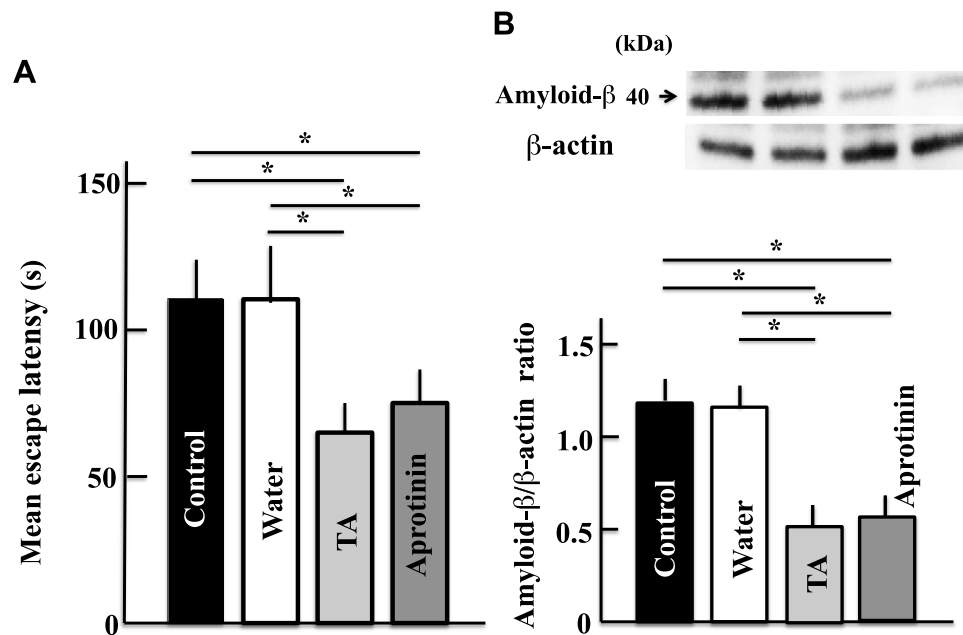 A
*
*
*
*
150
100
50
0
Mean escape latensy (s)
Control
Water
TA
Aprotinin
B
(kDa)
Amyloid-β 40
β-actin
*
*
*
*
1.5
1.0
0.5
0
Amyloid-β/β-actin ratio
Control
Water
TA
Aprotinin